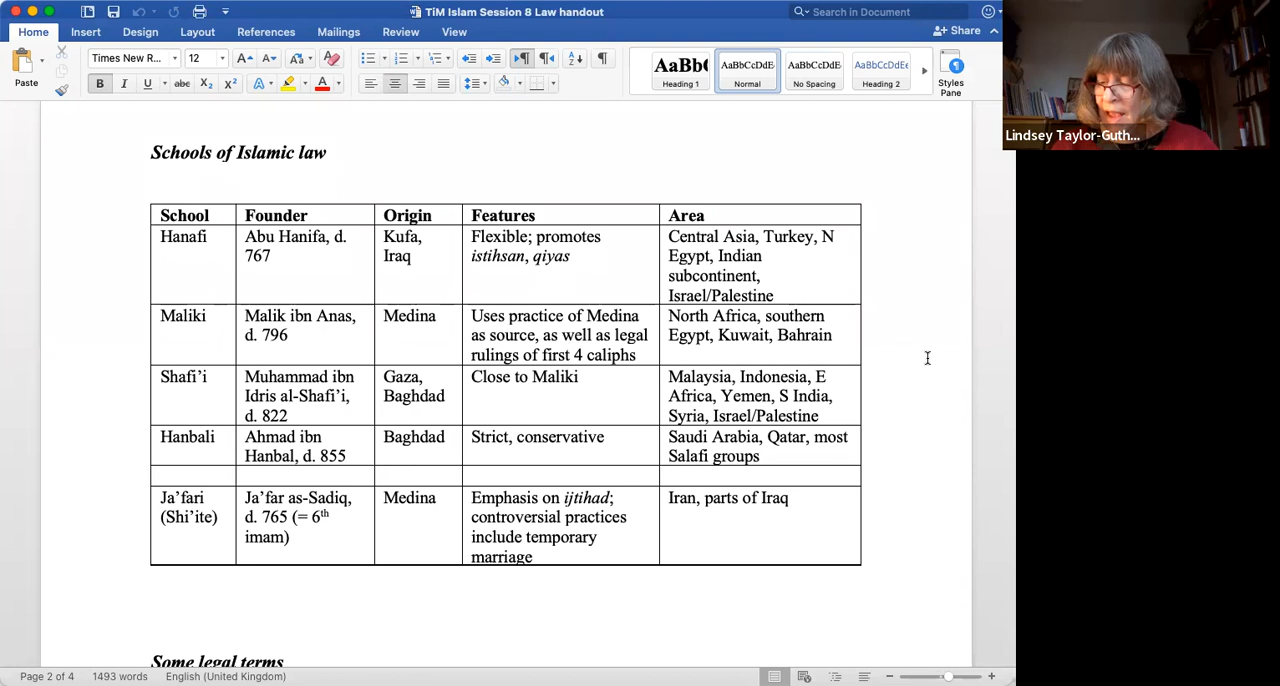 TiM Islam Session 8 Law handout
Search in Document
Home Insert Design Layout References Mailings Review View
Share
Paste
Times New R... 12
AaBbC AaBbCcDdE AaBbCcDdE AaBbCcDdEe
Heading 1 Normal No Spacing Heading 2
Styles
Pane
Lindsey Taylor-Guth...
Schools of Islamic law
School Founder Origin Features Area
Hanafi
Abu Hanifa, d.
767
Kufa,
Iraq
Flexible; promotes
istihsan, qiyas
Central Asia, Turkey, N
Egypt, Indian
subcontinent,
Israel/Palestine
Maliki
Malik ibn Anas,
d. 796
Medina
Uses practice of Medina
as source, as well as legal
rulings of first 4 caliphs
North Africa, southern
Egypt, Kuwait, Bahrain
Shafi’i
Muhammad ibn
Idris al-Shafi’i,
d. 822
Gaza,
Baghdad
Close to Maliki
Malaysia, Indonesia, E
Africa, Yemen, S India,
Syria, Israel/Palestine
Hanbali
Ahmad ibn
Hanbal, d. 855
Baghdad
Strict, conservative
Saudi Arabia, Qatar, most
Salafi groups
Ja’fari
(Shi’ite)
Ja’far as-Sadiq,
d. 765 (= 6th
imam)
Medina
Emphasis on ijtihad;
controversial practices
include temporary
marriage
Iran, parts of Iraq
Some legal terms
Page 2 of 4 1493 words English (United Kingdom)